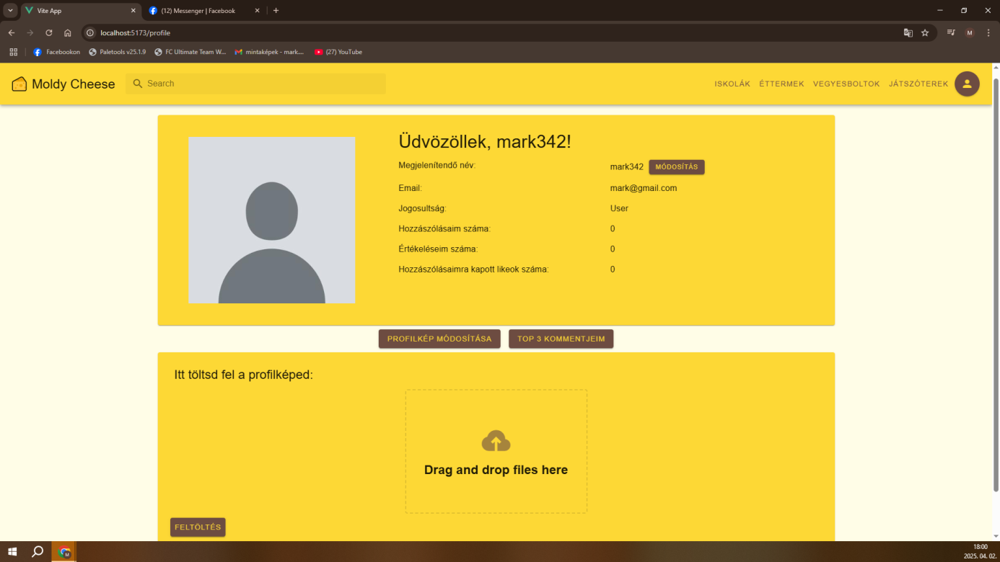 Vite App
(12) Messenger | Facebook
localhost:5173/profile
M
Facebookon
Paletools v25.1.9
FC Ultimate Team W...
mintaképek - mark....
(27) YouTube
Moldy Cheese
Search
ISKOLÁK
ÉTTERMEK
VEGYESBOLTOK
JÁTSZÓTEREK
Üdvözöllek, mark342!
Megjelenítendő név:
mark342
MÓDOSÍTÁS
Email:
mark@gmail.com
Jogosultság:
User
Hozzászólásaim száma:
0
Értékeléseim száma:
0
Hozzászólásaimra kapott likeok száma:
0
PROFILKÉP MÓDOSÍTÁSA
TOP 3 KOMMENTJEIM
Itt töltsd fel a profilképed:
Drag and drop files here
FELTÖLTÉS
M
18:00
2025. 04. 02.